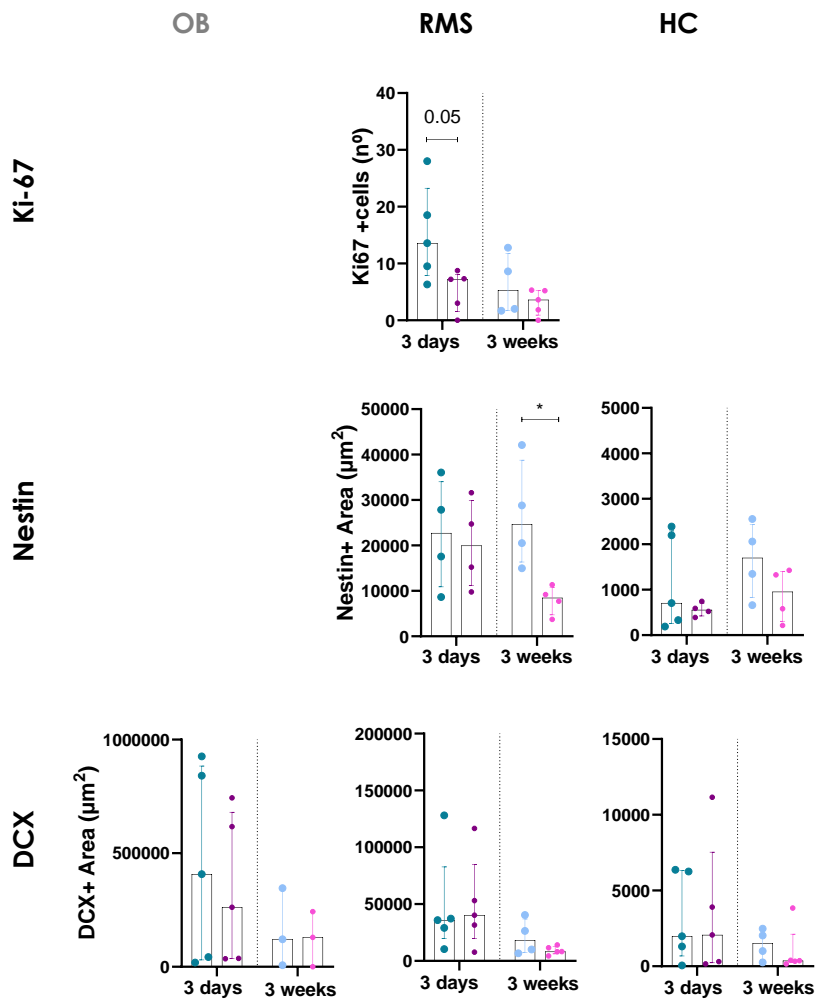 OB RMS HC
Ki-67
Ki67 +cells (nº)
40
30
20
10
0
0.05
3 days 3 weeks
Nestin
Nestin+ Area (µm²)
50000
40000
30000
20000
10000
0
*
3 days 3 weeks
5000
4000
3000
2000
1000
0
3 days 3 weeks
DCX
DCX+ Area (µm²)
1000000
500000
0
3 days 3 weeks
200000
150000
100000
50000
0
3 days 3 weeks
15000
10000
5000
0
3 days 3 weeks